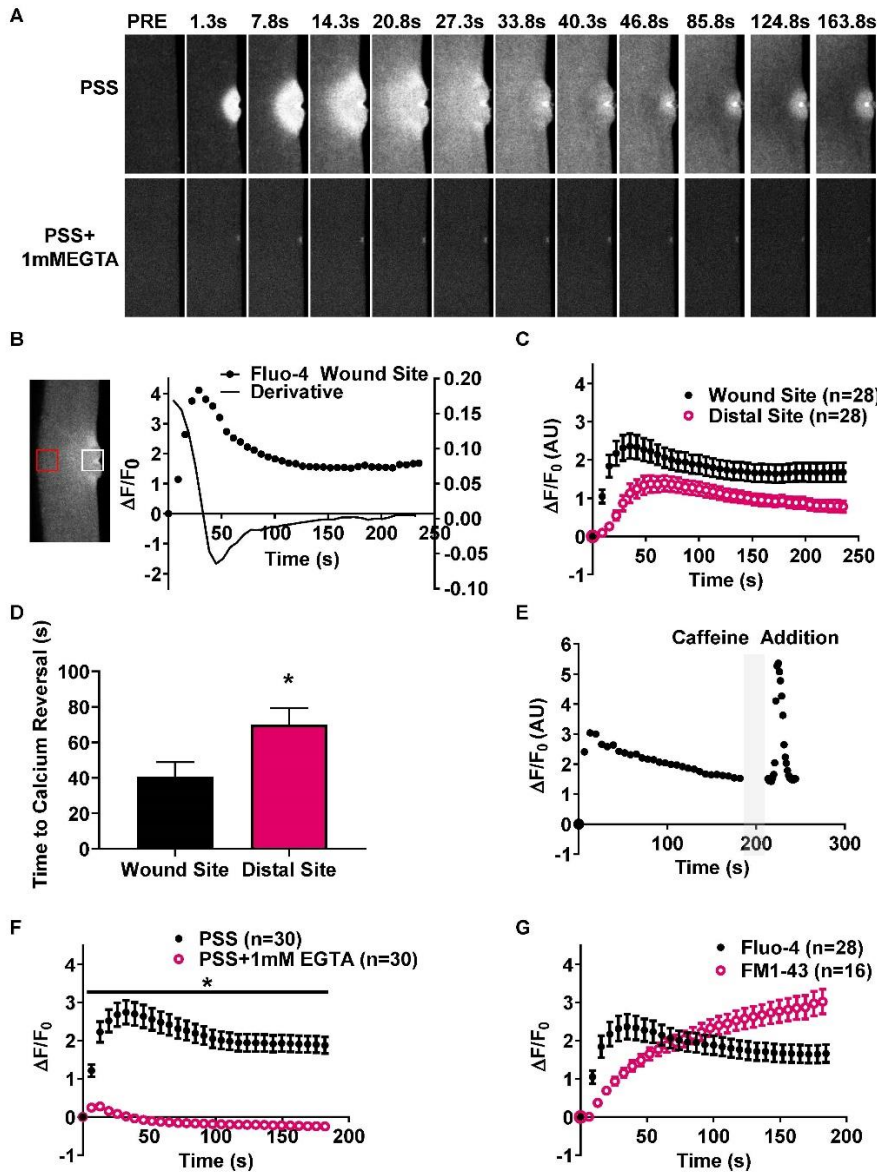 A
PRE 1.3s 7.8s 14.3s 20.8s 27.3s 33.8s 40.3s 46.8s 85.8s 124.8s 163.8s
PSS
PSS+
1mMEGTA
B
Fluo-4 Wound Site
Derivative
4
3
2
1
0
-1
-2
ΔF/F0
50 100 150 200 250
Time (s)
0.20
0.15
0.10
0.05
0.00
-0.05
-0.10
C
Wound Site (n=28)
Distal Site (n=28)
4
3
2
1
0
-1
ΔF/F0 (AU)
50 100 150 200 250
Time (s)
D
Time to Calcium Reversal (s)
100
80
60
40
20
0
*
Wound Site Distal Site
E
Caffeine Addition
6
5
4
3
2
1
0
-1
ΔF/F0 (AU)
100 200 300
Time (s)
F
PSS (n=30)
PSS+1mM EGTA (n=30)
*
4
3
2
1
0
-1
ΔF/F0
50 100 150 200
Time (s)
G
Fluo-4 (n=28)
FM1-43 (n=16)
4
3
2
1
0
-1
ΔF/F0
50 100 150 200
Time (s)